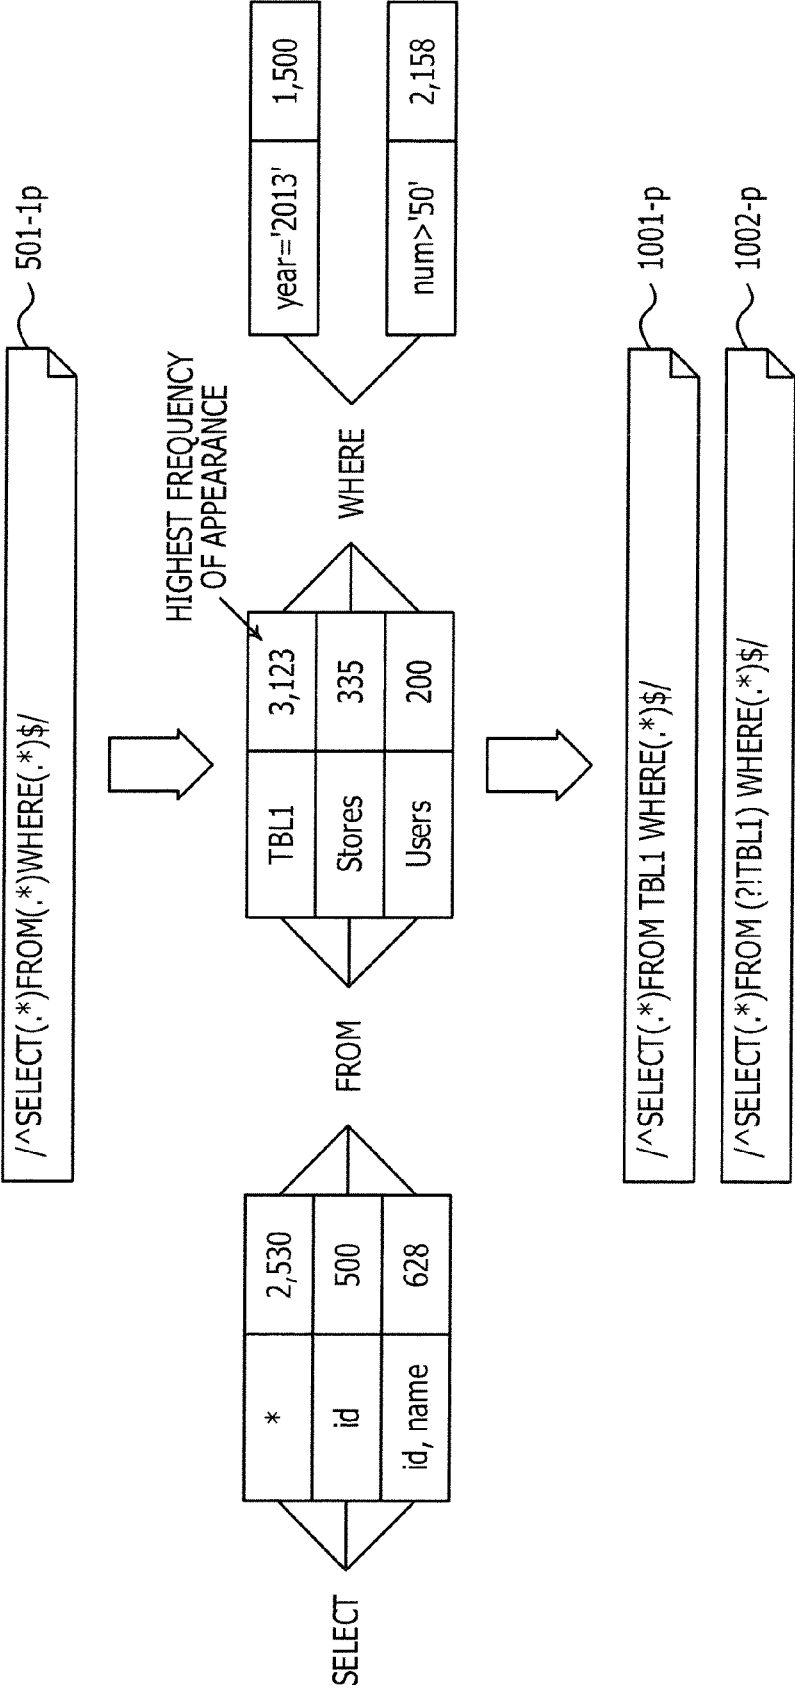 501-1p
/^SELECT(.*)FROM(.*)WHERE(.*)$/
HIGHEST FREQUENCY
OF APPEARANCE
SELECT
* 2,530
id 500
id, name 628
FROM
TBL1 3,123
Stores 335
Users 200
WHERE
year='2013' 1,500
num>'50' 2,158
1001-p
/^SELECT(.*)FROM TBL1 WHERE(.*)$/
1002-p
/^SELECT(.*)FROM (?!TBL1) WHERE(.*)$/